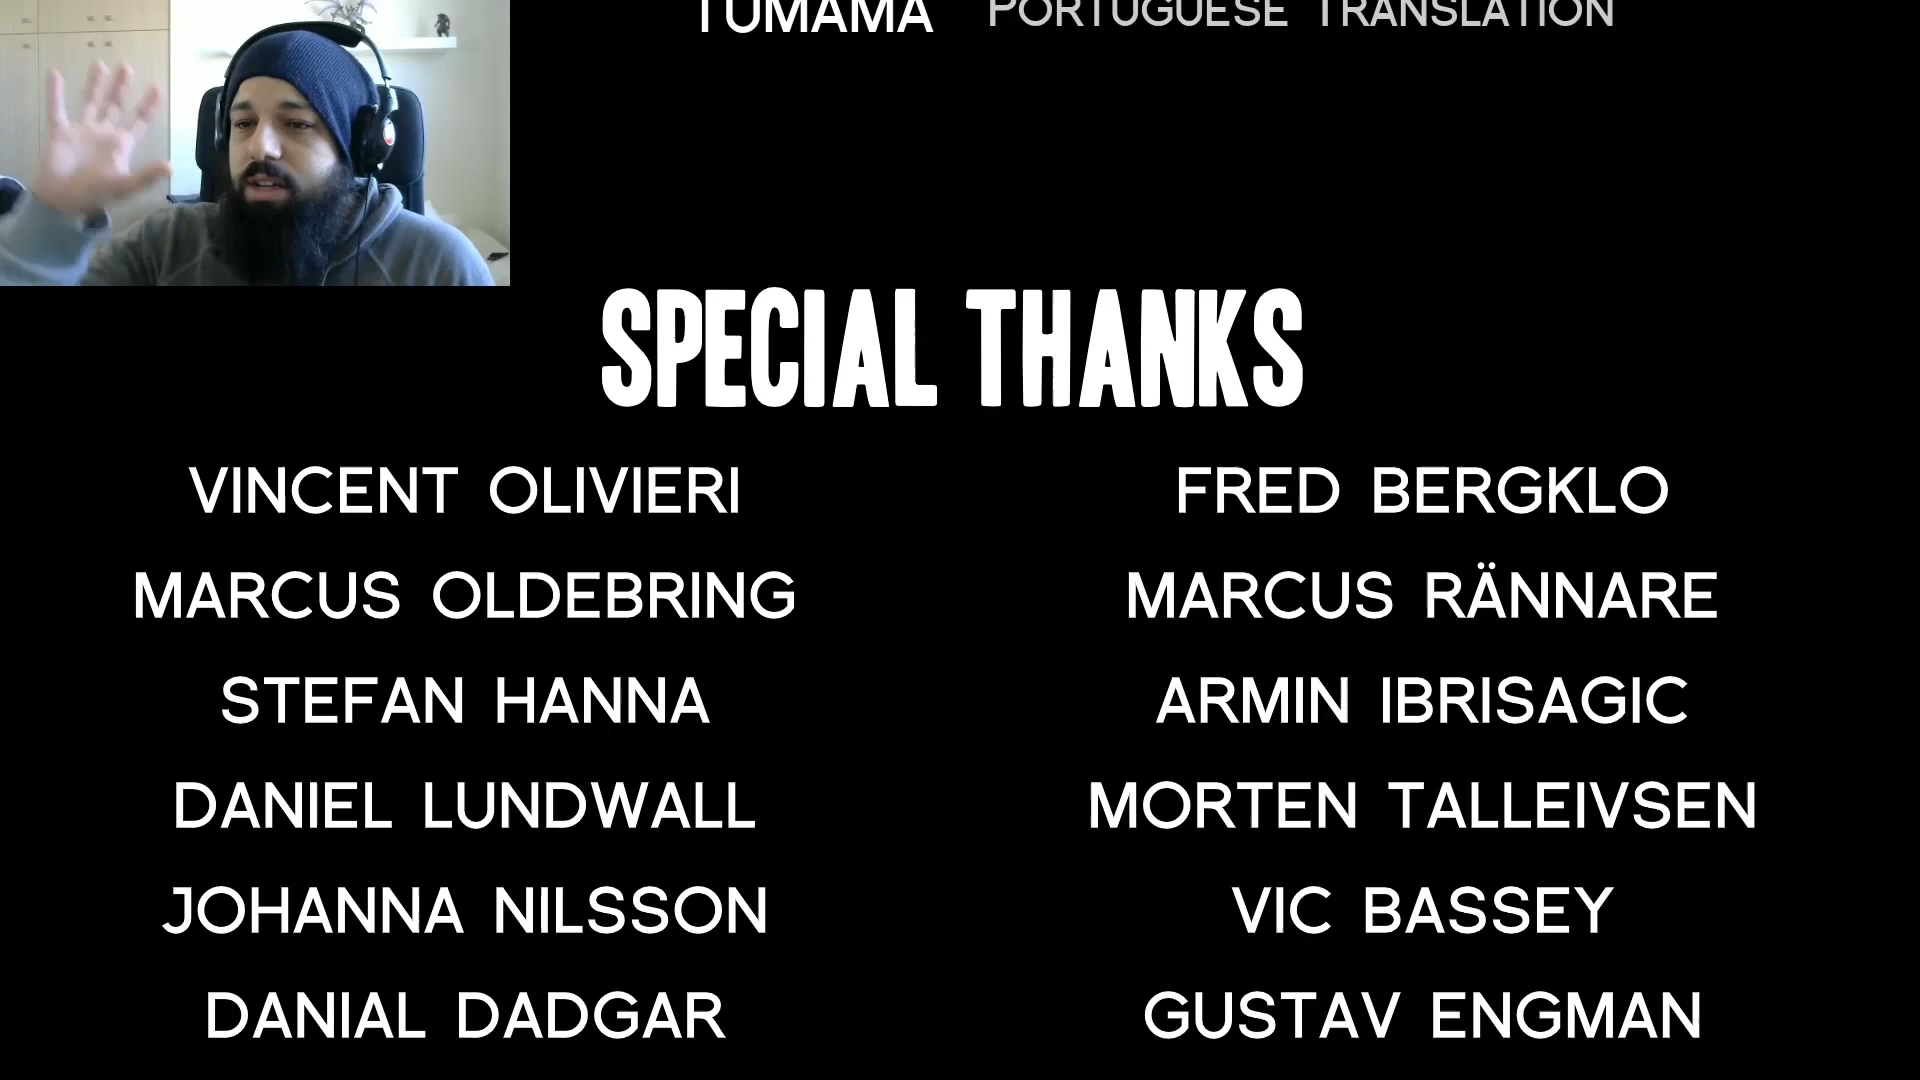 TUMAMA PORTUGUESE TRANSLATION
SPECIAL THANKS
VINCENT OLIVIERI FRED BERGKLO
MARCUS OLDEBRING MARCUS RÄNNARE
STEFAN HANNA ARMIN IBRISAGIC
DANIEL LUNDWALL MORTEN TALLEIVSEN
JOHANNA NILSSON VIC BASSEY
DANIAL DADGAR GUSTAV ENGMAN